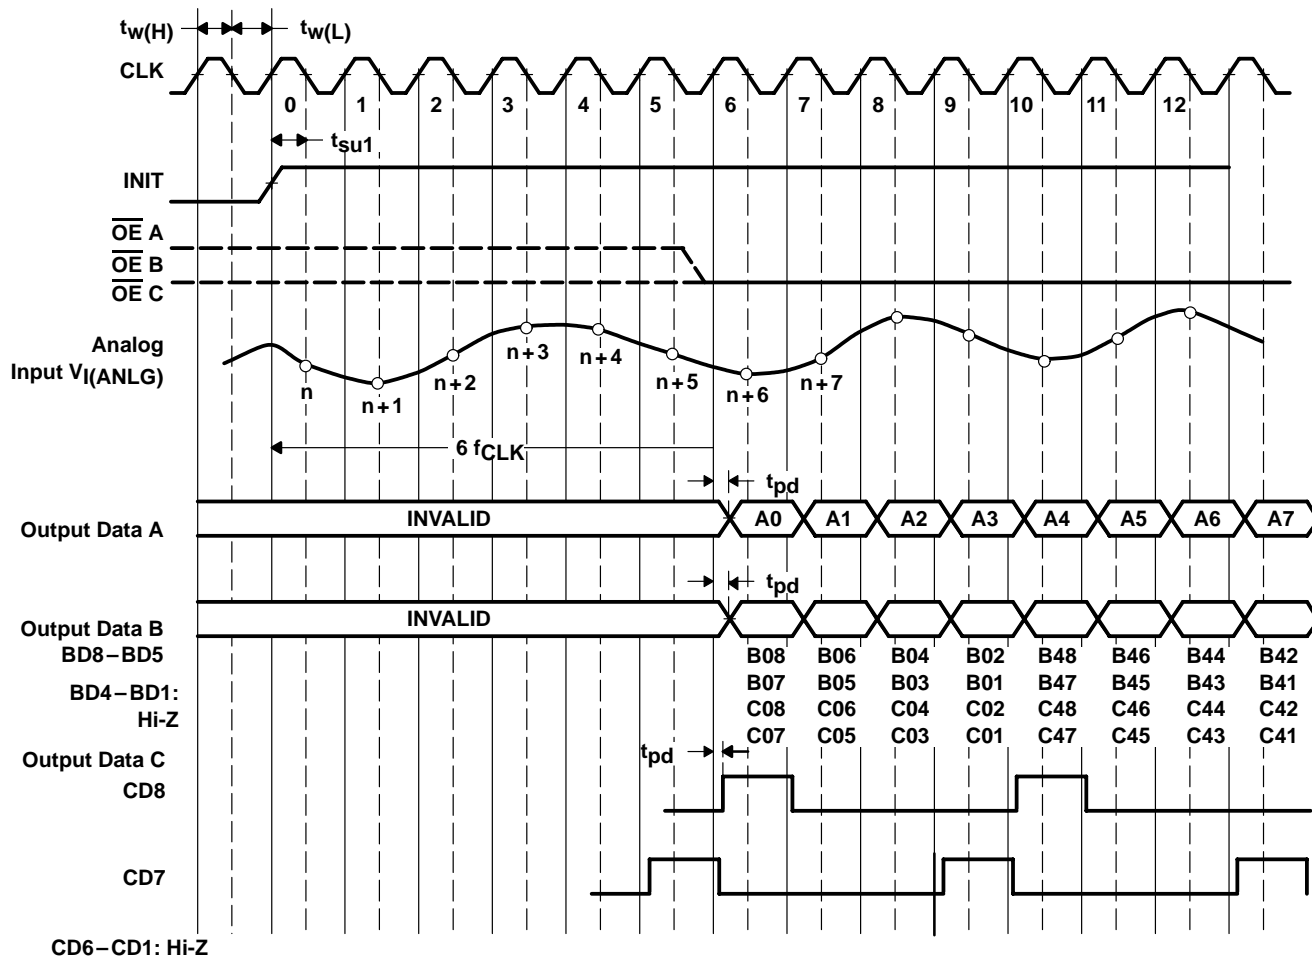 tw(H) tw(L)
CLK
0 1 2 3 4 5 6 7 8 9 10 11 12
tsu1
INIT
OE A
OE B
OE C
Analog
Input VI(ANLG)
n n+1 n+2 n+3 n+4 n+5 n+6 n+7
6 fCLK
tpd
Output Data A INVALID A0 A1 A2 A3 A4 A5 A6 A7
tpd
Output Data B INVALID
BD8–BD5 B08 B06 B04 B02 B48 B46 B44 B42
B07 B05 B03 B01 B47 B45 B43 B41
BD4–BD1:
Hi-Z C08 C06 C04 C02 C48 C46 C44 C42
C07 C05 C03 C01 C47 C45 C43 C41
Output Data C tpd
CD8
CD7
CD6–CD1: Hi-Z